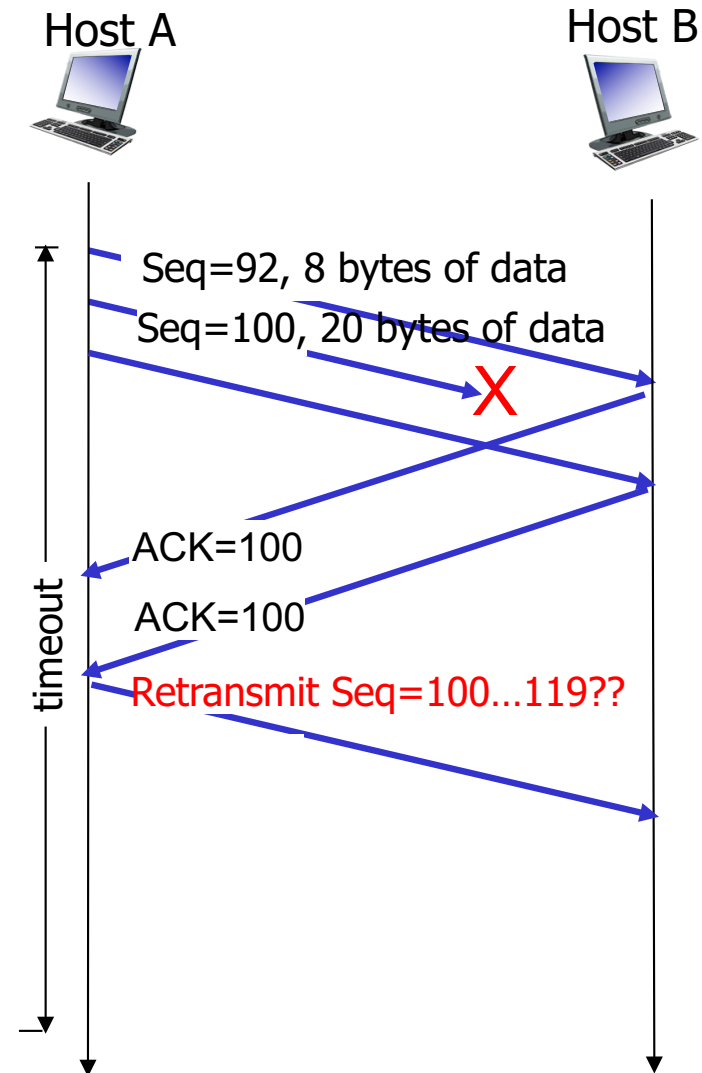 Host A
Host B
Seq=92, 8 bytes of data
Seq=100, 20 bytes of data
X
ACK=100
ACK=100
timeout
Retransmit Seq=100...119??